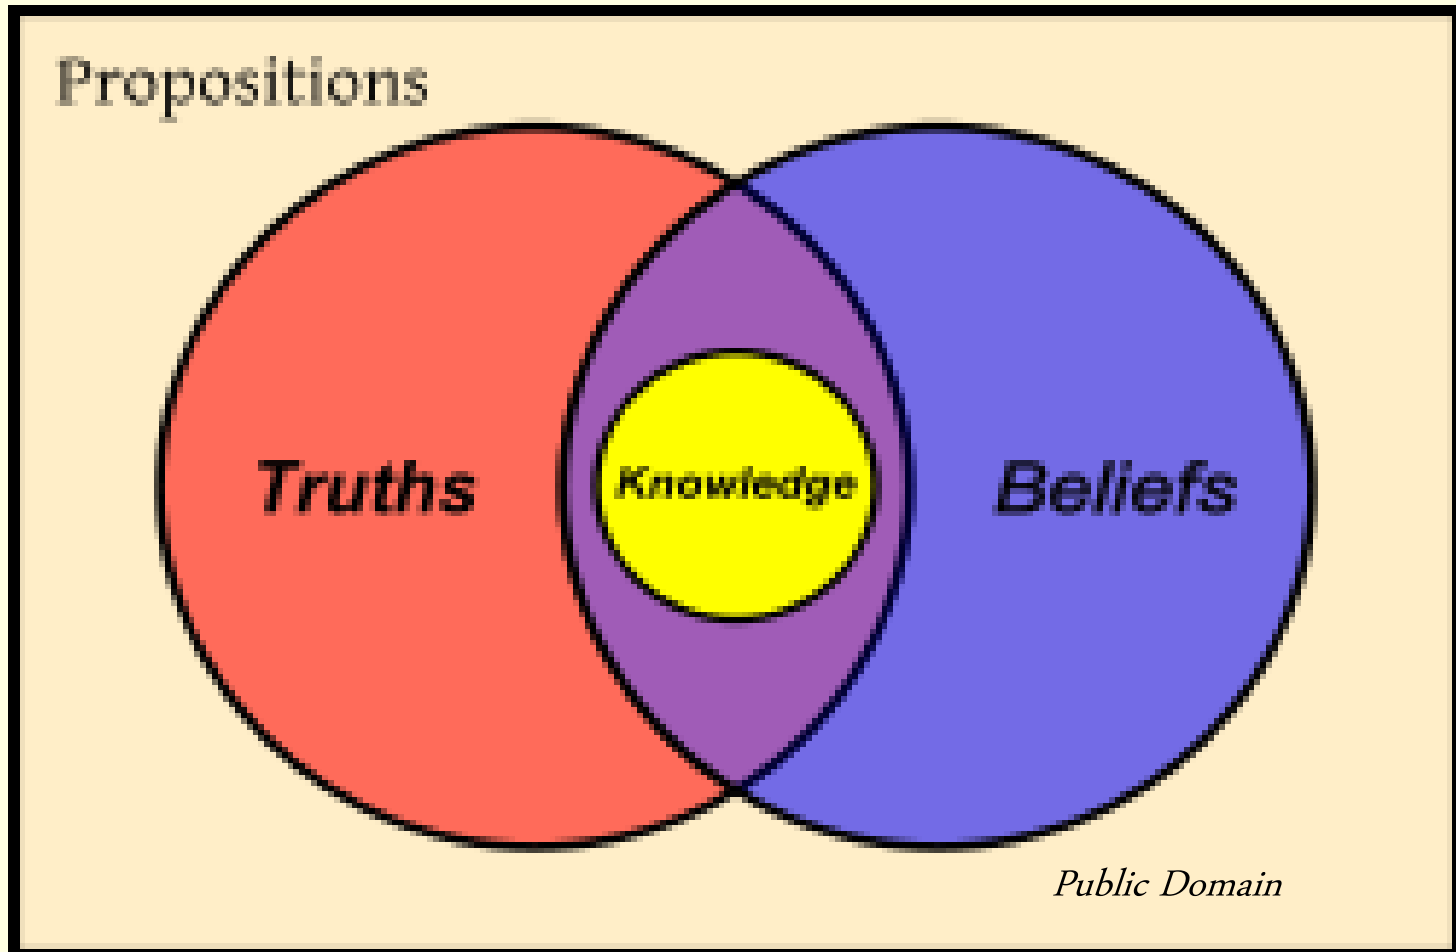 Propositions
Truths
Knowledge
Beliefs
Public Domain